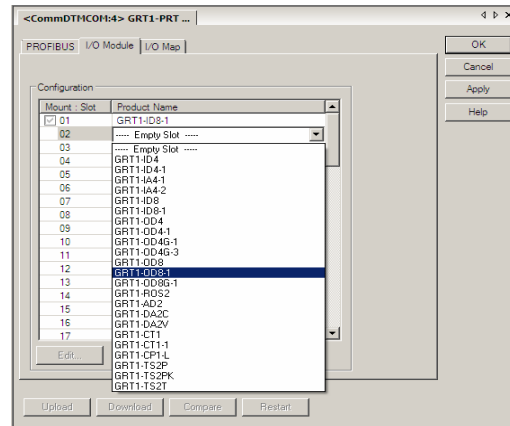 <CommDTMCOM:4> GRT1-PRT ...
PROFIBUS I/O Module I/O Map
OK
Cancel
Apply
Help
Configuration
Mount : Slot Product Name
01 GRT1-ID8-1
02 ----- Empty Slot -----
03 ----- Empty Slot -----
04 GRT1-ID4
GRT1-ID4-1
05 GRT1-IA4-1
GRT1-IA4-2
06 GRT1-ID8
07 GRT1-ID8-1
08 GRT1-OD4
09 GRT1-OD4-1
10 GRT1-OD4G-1
11 GRT1-OD4G-3
GRT1-OD8
12 GRT1-OD8-1
13 GRT1-OD8G-1
14 GRT1-ROS2
15 GRT1-AD2
GRT1-DA2C
16 GRT1-DA2V
17 GRT1-CT1
GRT1-CT1-1
Edit... GRT1-CP1-L
GRT1-TS2P
GRT1-TS2PK
GRT1-TS2T
Upload Download Compare Restart